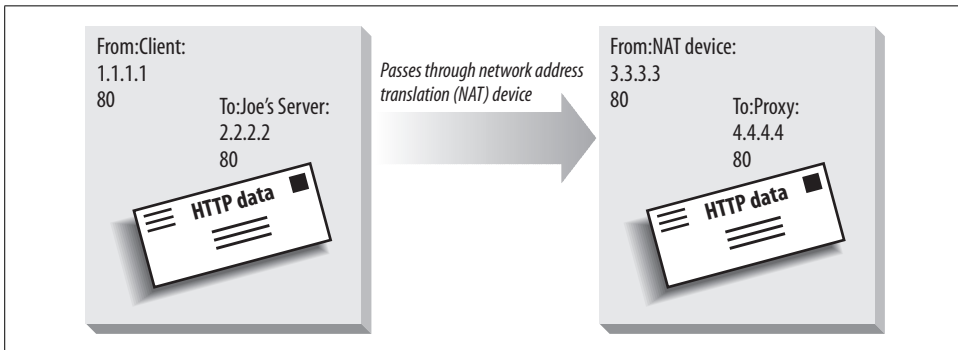 From:Client:
1.1.1.1
80
To:Joe's Server:
2.2.2.2
80
HTTP data
Passes through network address
translation (NAT) device
From:NAT device:
3.3.3.3
80
To:Proxy:
4.4.4.4
80
HTTP data